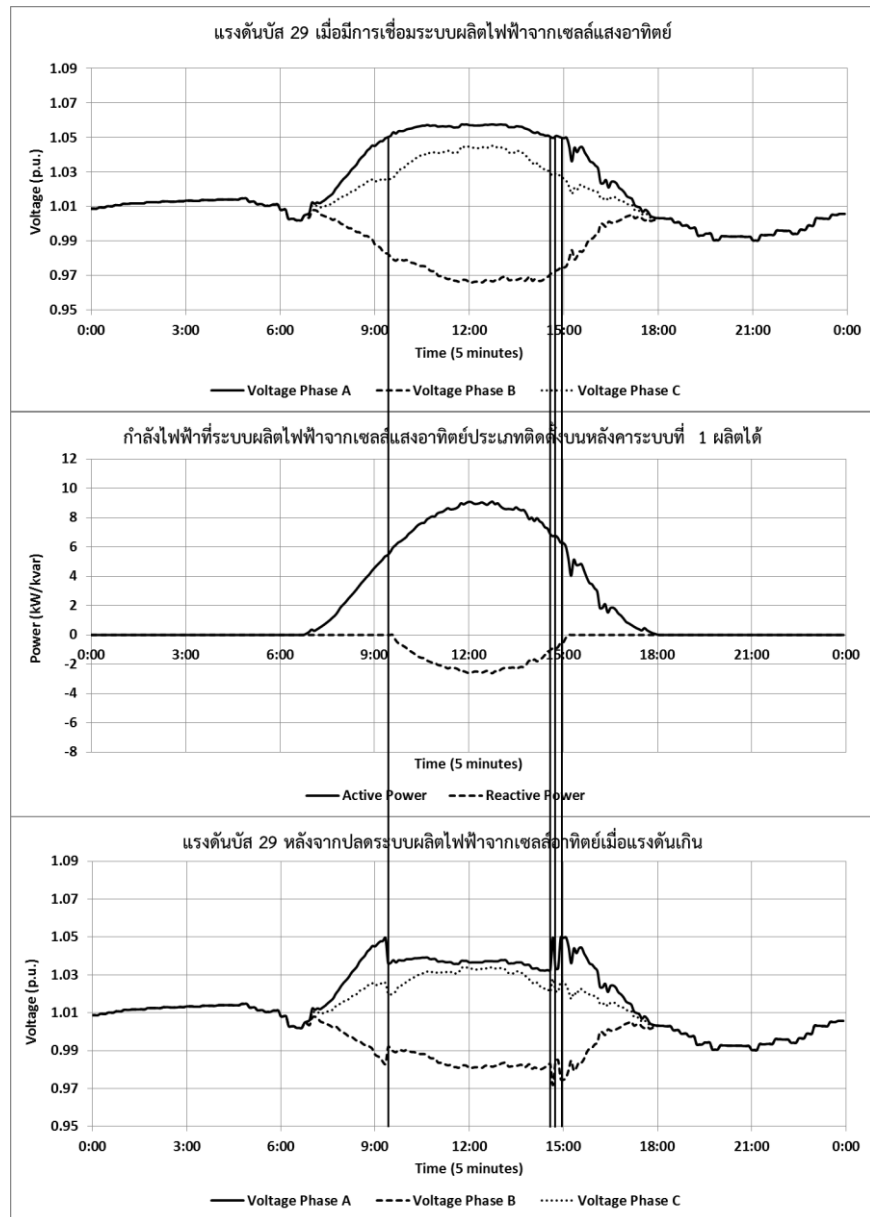 แรงดันบัส 29 เมื่อมีการเชื่อมระบบผลิตไฟฟ้าจากเซลล์แสงอาทิตย์
1.09
1.07
1.05
1.03
1.01
0.99
0.97
0.95
Voltage (p.u.)
0:00 3:00 6:00 9:00 12:00 15:00 18:00 21:00 0:00
Time (5 minutes)
Voltage Phase A Voltage Phase B Voltage Phase C
กำลังไฟฟ้าที่ระบบผลิตไฟฟ้าจากเซลล์แสงอาทิตย์ประเภทติดตั้งบนหลังคาระบบที่ 1 ผลิตได้
12
10
8
6
4
2
0
-2
-4
-6
-8
Power (kW/kvar)
0:00 3:00 6:00 9:00 12:00 15:00 18:00 21:00 0:00
Time (5 minutes)
Active Power Reactive Power
แรงดันบัส 29 หลังจากปลดระบบผลิตไฟฟ้าจากเซลล์อาทิตย์เมื่อแรงดันเกิน
1.09
1.07
1.05
1.03
1.01
0.99
0.97
0.95
Voltage (p.u.)
0:00 3:00 6:00 9:00 12:00 15:00 18:00 21:00 0:00
Time (5 minutes)
Voltage Phase A Voltage Phase B Voltage Phase C